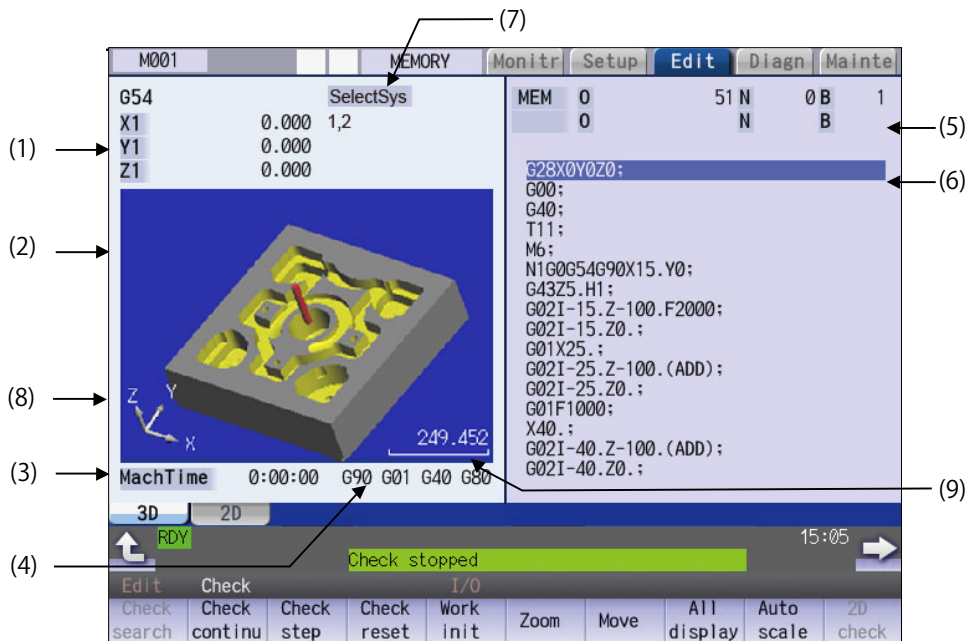 (7)
M001 MEMORY Monitr Setup Edit Diagn Mainte
G54 SelectSys
X1 0.000 1,2
Y1 0.000
Z1 0.000
MEM O 51 N 0 B 1
O N B
(1)
(5)
(6)
G28X0Y0Z0;
G00;
G40;
T11;
M6;
N1G0G54G90X15.Y0;
G43Z5.H1;
G02I-15.Z-100.F2000;
G02I-15.Z0.;
G01X25.;
G02I-25.Z-100.(ADD);
G02I-25.Z0.;
G01F1000;
X40.;
G02I-40.Z-100.(ADD);
G02I-40.Z0.;
(2)
(8)
Z Y X
249.452
(3)
MachTime 0:00:00 G90 G01 G40 G80
(9)
3D 2D
RDY 15:05
(4)
Check stopped
Edit Check I/O
Check search
Check continu
Check step
Check reset
Work init
Zoom
Move
All display
Auto scale
2D check